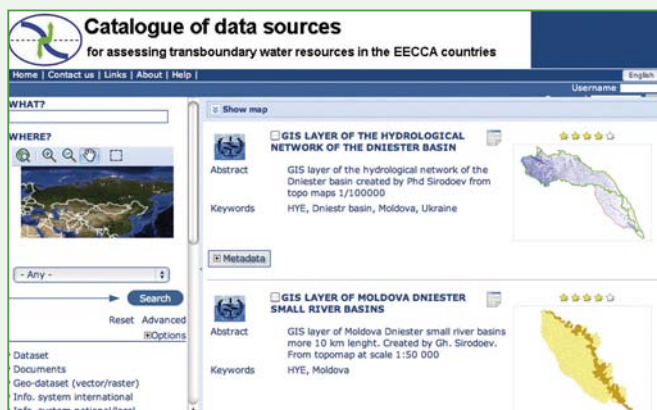 Catalogue of data sources
for assessing transboundary water resources in the EECCA countries
Home | Contact us | Links | About | Help |
English
Username
WHAT?
WHERE?
- Any -
Search
Reset Advanced
Options
Dataset
Documents
Geo-dataset (vector/raster)
Info. system international
Info. system national/local
Show map
GIS LAYER OF THE HYDROLOGICAL
NETWORK OF THE DNIESTER BASIN
Abstract
GIS layer of the hydrological network of the
Dniester basin created by Phd Sirodoev from
topo maps 1/100000
Keywords
HYE, Dniestr basin, Moldova, Ukraine
Metadata
GIS LAYER OF MOLDOVA DNIESTER
SMALL RIVER BASINS
Abstract
GIS layer of Moldova Dniester small river basins
more 10 km lenght. Created by Gh. Sirodoev.
From topomap at scale 1:50 000
Keywords
HYE, Moldova